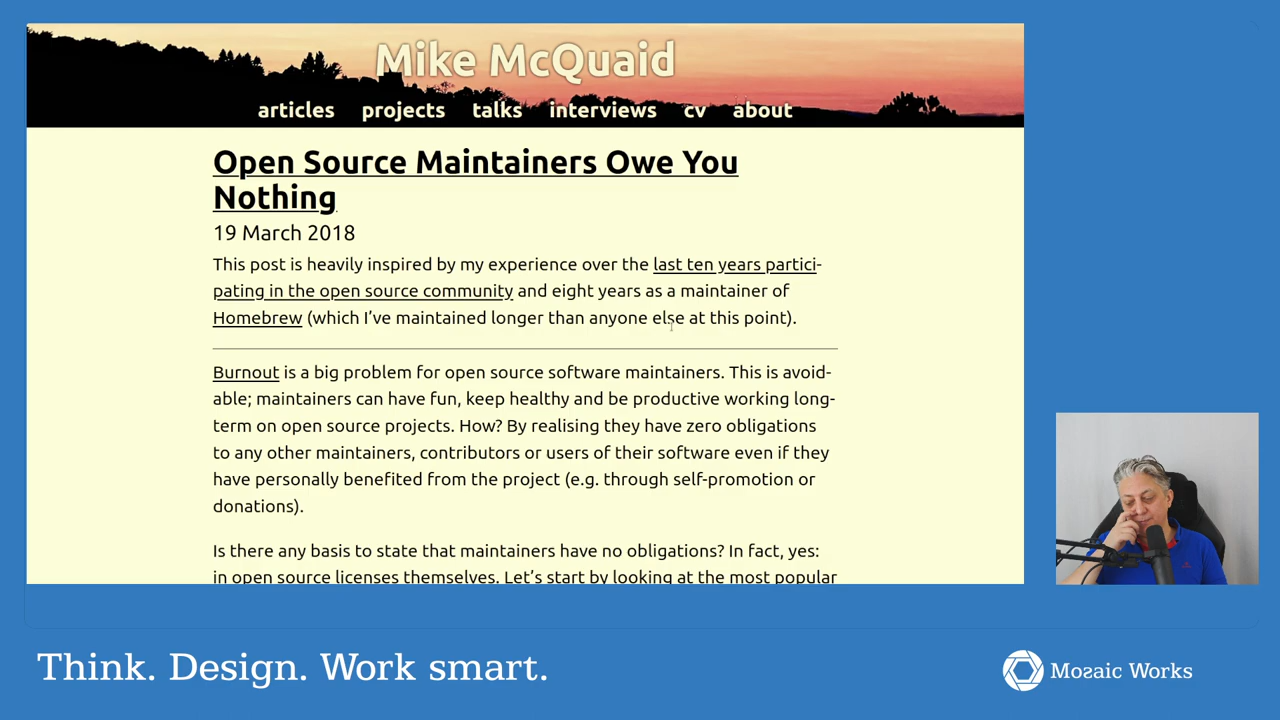 Mike McQuaid
articles projects talks interviews cv about
Open Source Maintainers Owe You
Nothing
19 March 2018
This post is heavily inspired by my experience over the last ten years partici-
pating in the open source community and eight years as a maintainer of
Homebrew (which I’ve maintained longer than anyone else at this point).
Burnout is a big problem for open source software maintainers. This is avoid-
able; maintainers can have fun, keep healthy and be productive working long-
term on open source projects. How? By realising they have zero obligations
to any other maintainers, contributors or users of their software even if they
have personally benefited from the project (e.g. through self-promotion or
donations).
Is there any basis to state that maintainers have no obligations? In fact, yes:
in open source licenses themselves. Let’s start by looking at the most popular
Think. Design. Work smart.
Mozaic Works